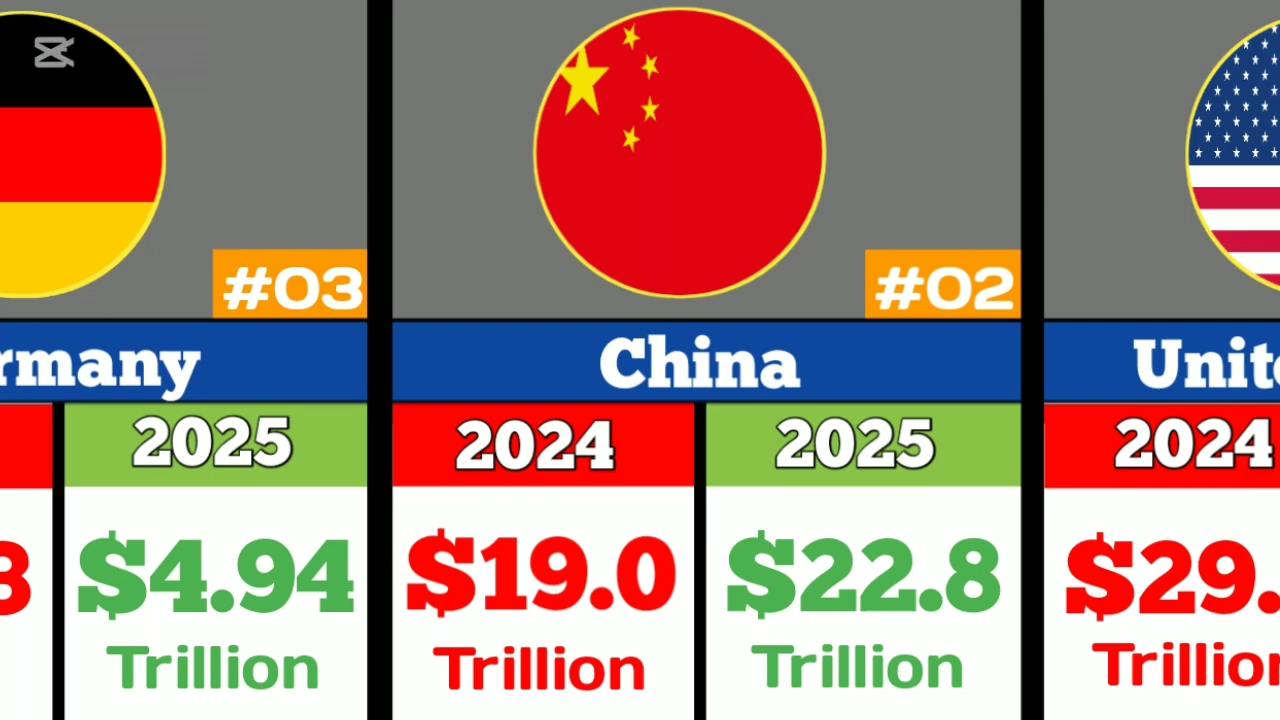 #03
#02
rmany
China
Unit
2025
2024
2025
2024
$4.94
$19.0
$22.8
$29.
Trillion
Trillion
Trillion
Trillion